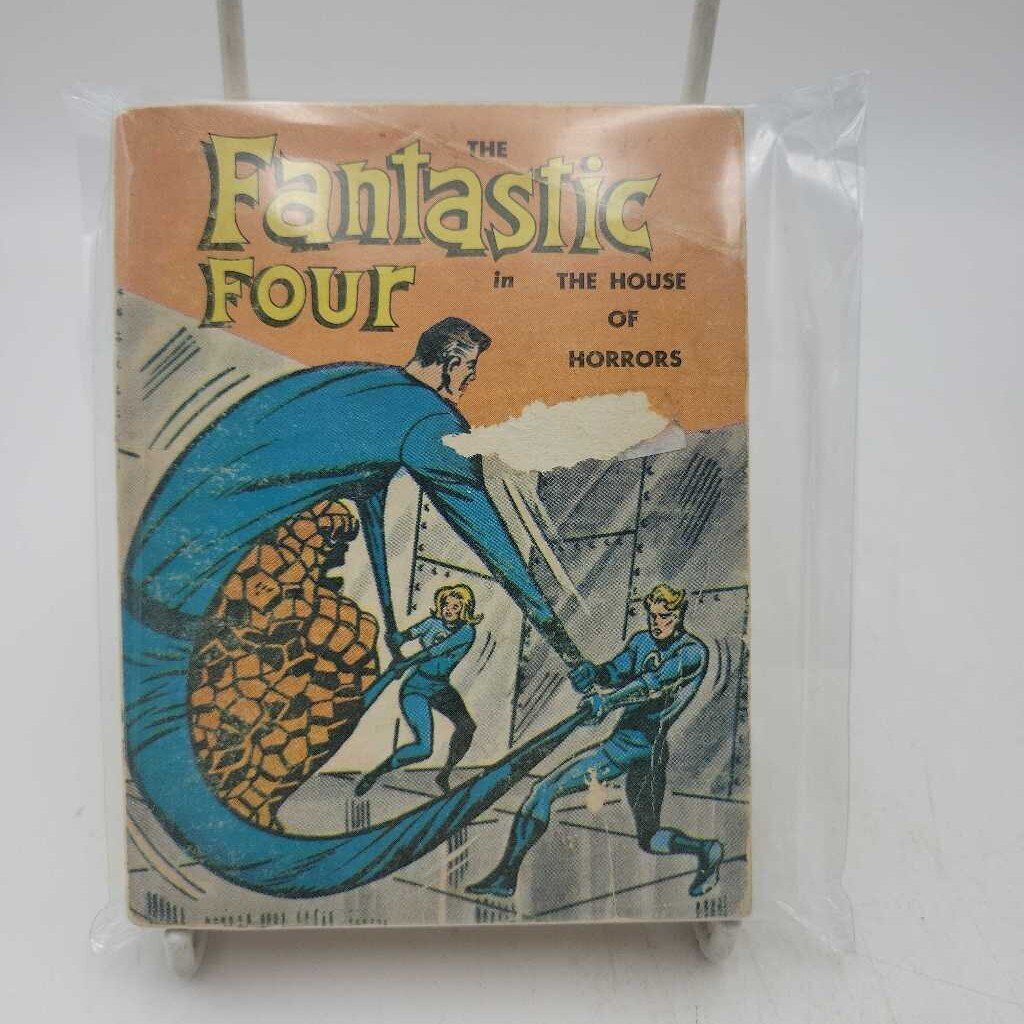 THE
Fantastic
Four
in THE HOUSE
OF
HORRORS